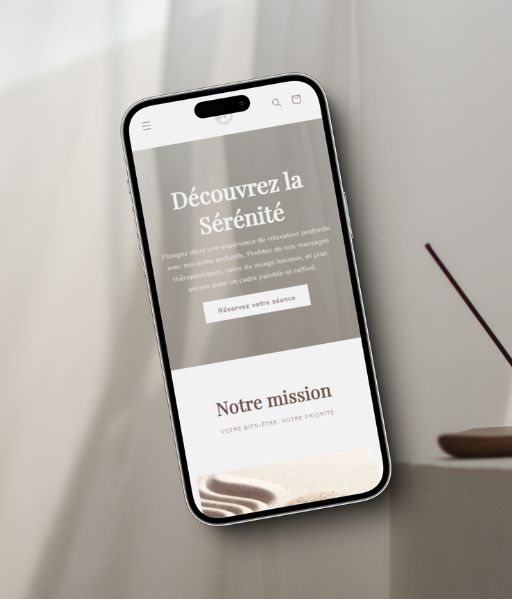 Découvrez la
Sérénité
Plongez dans une expérience de relaxation profonde
avec nos soins exclusifs. Profitez de nos massages
thérapeutiques, soins du visage luxueux, et plus
encore dans un cadre paisible et raffiné.
Réservez votre séance
Notre mission
VOTRE BIEN-ÊTRE, NOTRE PRIORITÉ